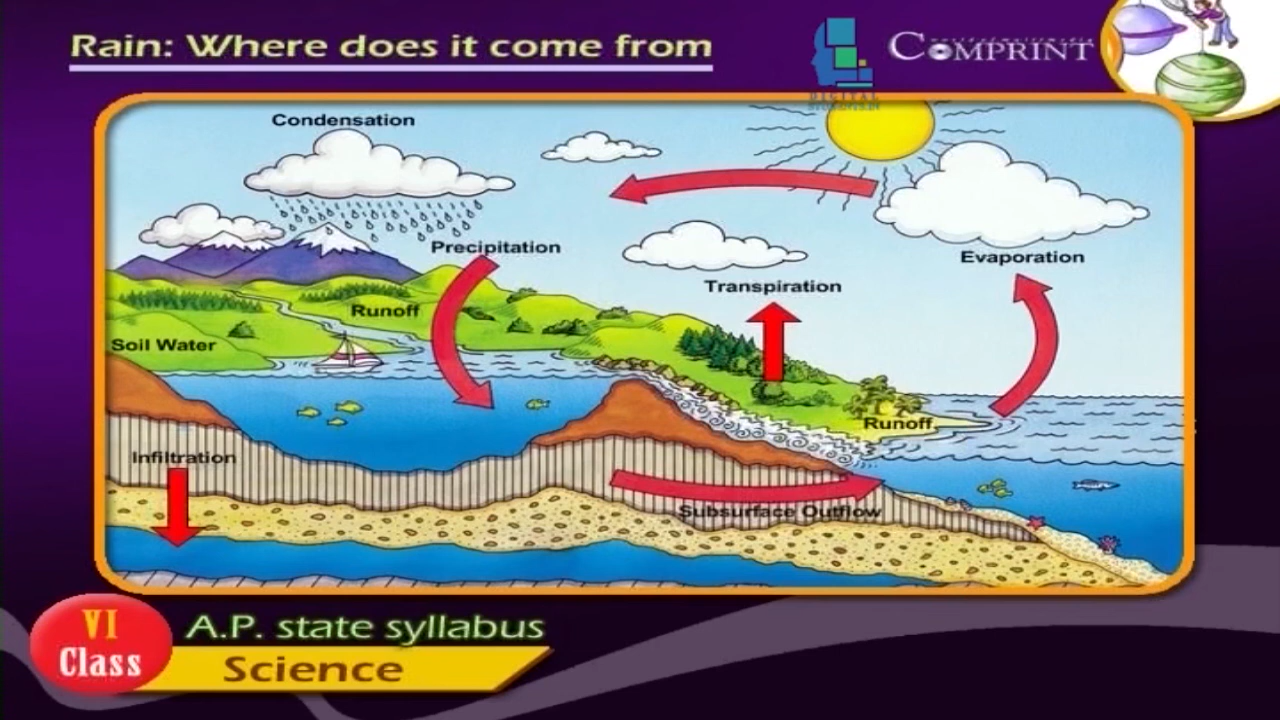 Rain: Where does it come from
COMPRINT
DIGITAL
Condensation
Precipitation
Evaporation
Transpiration
Runoff
Soil Water
Runoff
Infiltration
Subsurface Outflow
VI
Class
A.P. state syllabus
Science